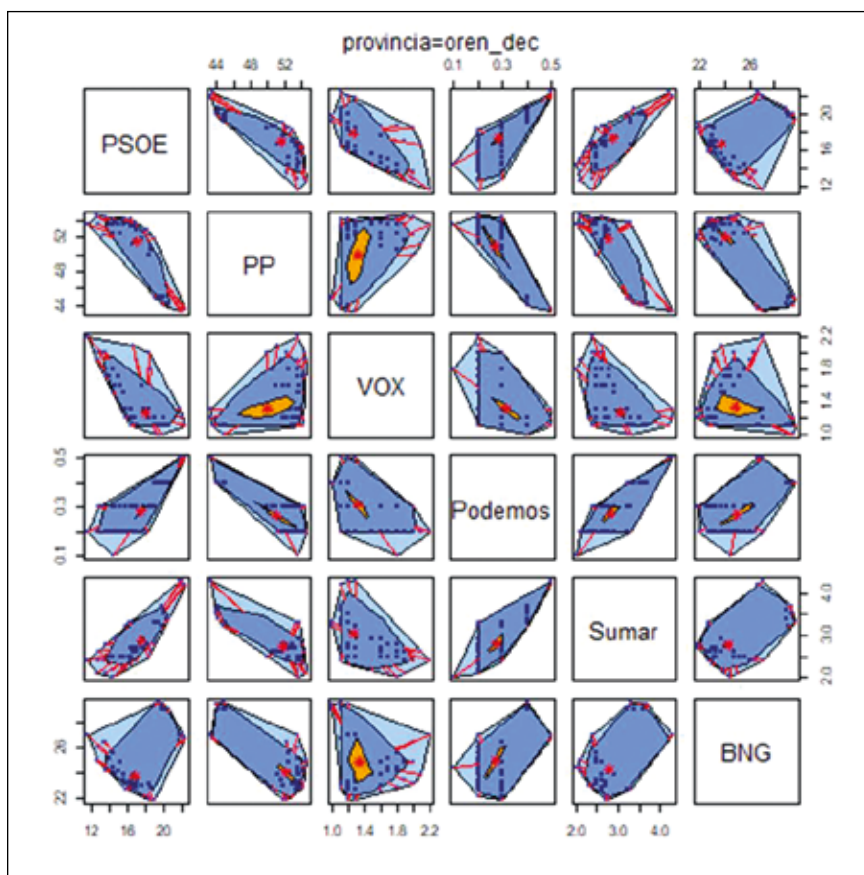 provincia=oren_dec
44 48 52 0.1 0.3 0.5 22 26
PSOE
12 16 20
44 48 52
PP
VOX
1.0 1.4 1.8 2.2
0.1 0.3 0.5
Podemos
Sumar
2.0 3.0 4.0
22 26
BNG
12 16 20 1.0 1.4 1.8 2.2 2.0 3.0 4.0